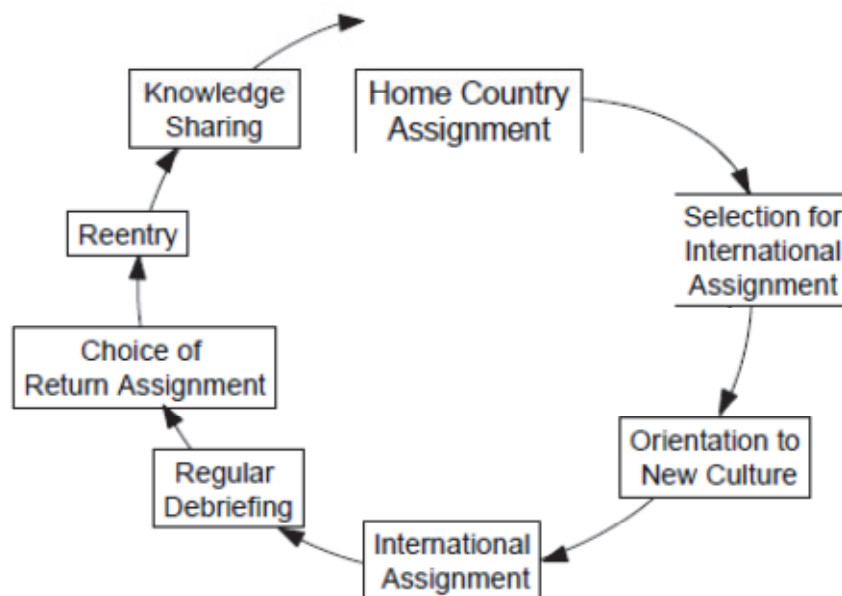 Home Country
Assignment
Selection for
International
Assignment
Orientation to
New Culture
International
Assignment
Regular
Debriefing
Choice of
Return Assignment
Reentry
Knowledge
Sharing